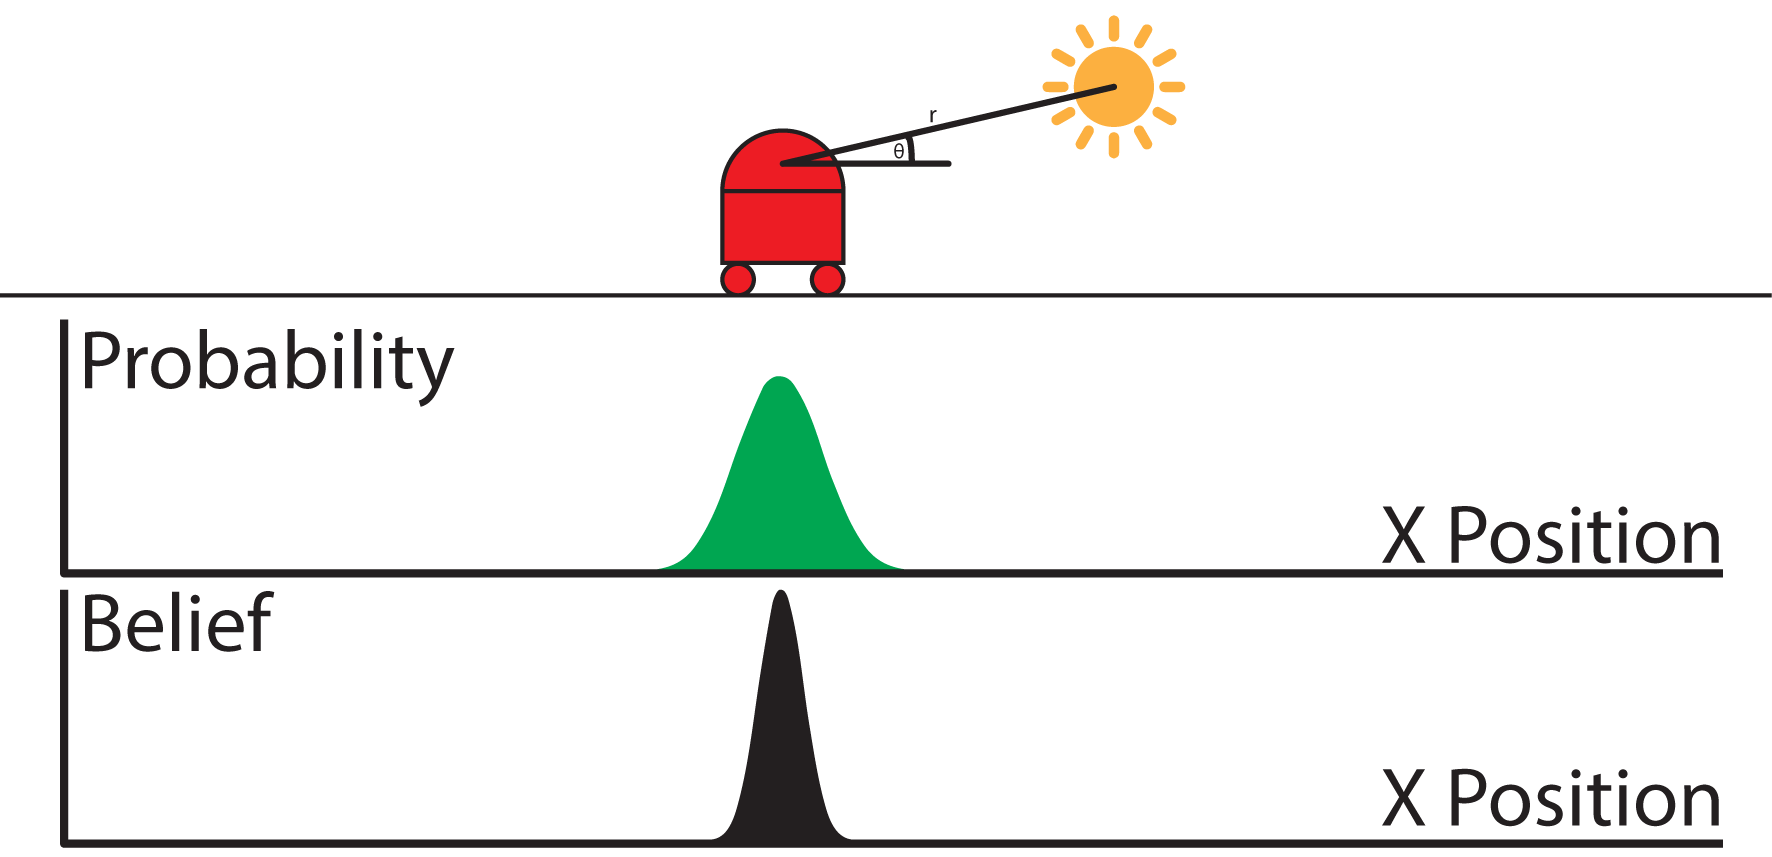 r
θ
Probability
X Position
Belief
X Position